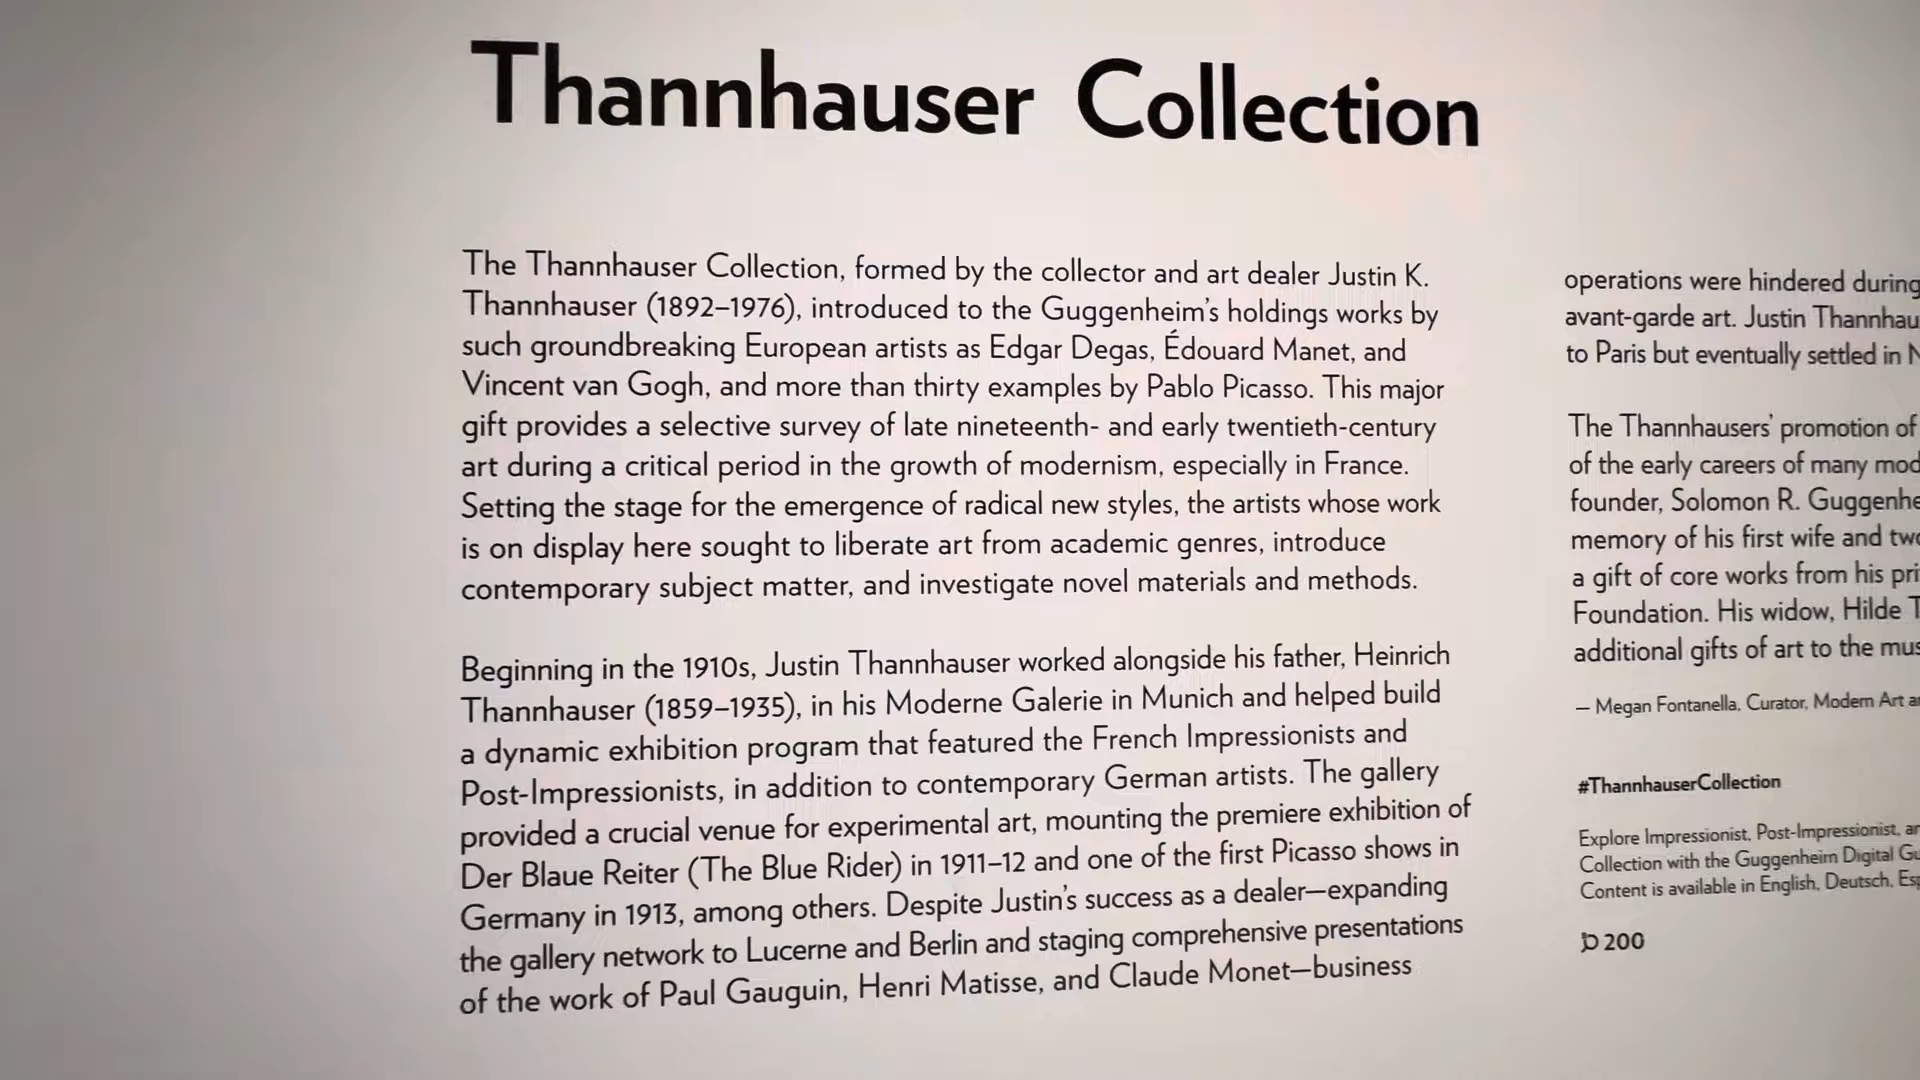 Thannhauser Collection
The Thannhauser Collection, formed by the collector and art dealer Justin K.
Thannhauser (1892–1976), introduced to the Guggenheim's holdings works by
such groundbreaking European artists as Edgar Degas, Édouard Manet, and
Vincent van Gogh, and more than thirty examples by Pablo Picasso. This major
gift provides a selective survey of late nineteenth- and early twentieth-century
art during a critical period in the growth of modernism, especially in France.
Setting the stage for the emergence of radical new styles, the artists whose work
is on display here sought to liberate art from academic genres, introduce
contemporary subject matter, and investigate novel materials and methods.
Beginning in the 1910s, Justin Thannhauser worked alongside his father, Heinrich
Thannhauser (1859–1935), in his Moderne Galerie in Munich and helped build
a dynamic exhibition program that featured the French Impressionists and
Post-Impressionists, in addition to contemporary German artists. The gallery
provided a crucial venue for experimental art, mounting the premiere exhibition of
Der Blaue Reiter (The Blue Rider) in 1911–12 and one of the first Picasso shows in
Germany in 1913, among others. Despite Justin's success as a dealer—expanding
the gallery network to Lucerne and Berlin and staging comprehensive presentations
of the work of Paul Gauguin, Henri Matisse, and Claude Monet—business
operations were hindered during
avant-garde art. Justin Thannhau
to Paris but eventually settled in N
The Thannhausers' promotion of
of the early careers of many mod
founder, Solomon R. Guggenhe
memory of his first wife and two
a gift of core works from his pri
Foundation. His widow, Hilde T
additional gifts of art to the mus
— Megan Fontanella, Curator, Modern Art a
#ThannhauserCollection
Explore Impressionist, Post-Impressionist, an
Collection with the Guggenheim Digital Gu
Content is available in English, Deutsch, Esp
200